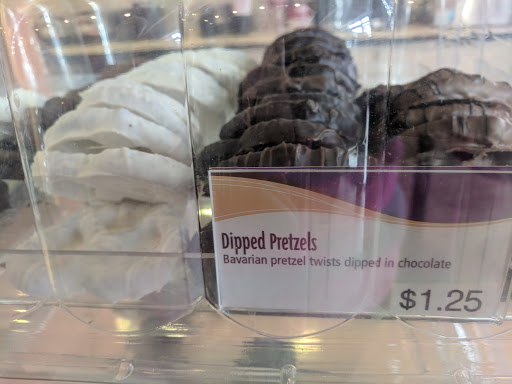 Dipped Pretzels
Bavarian pretzel twists dipped in chocolate
$1.25